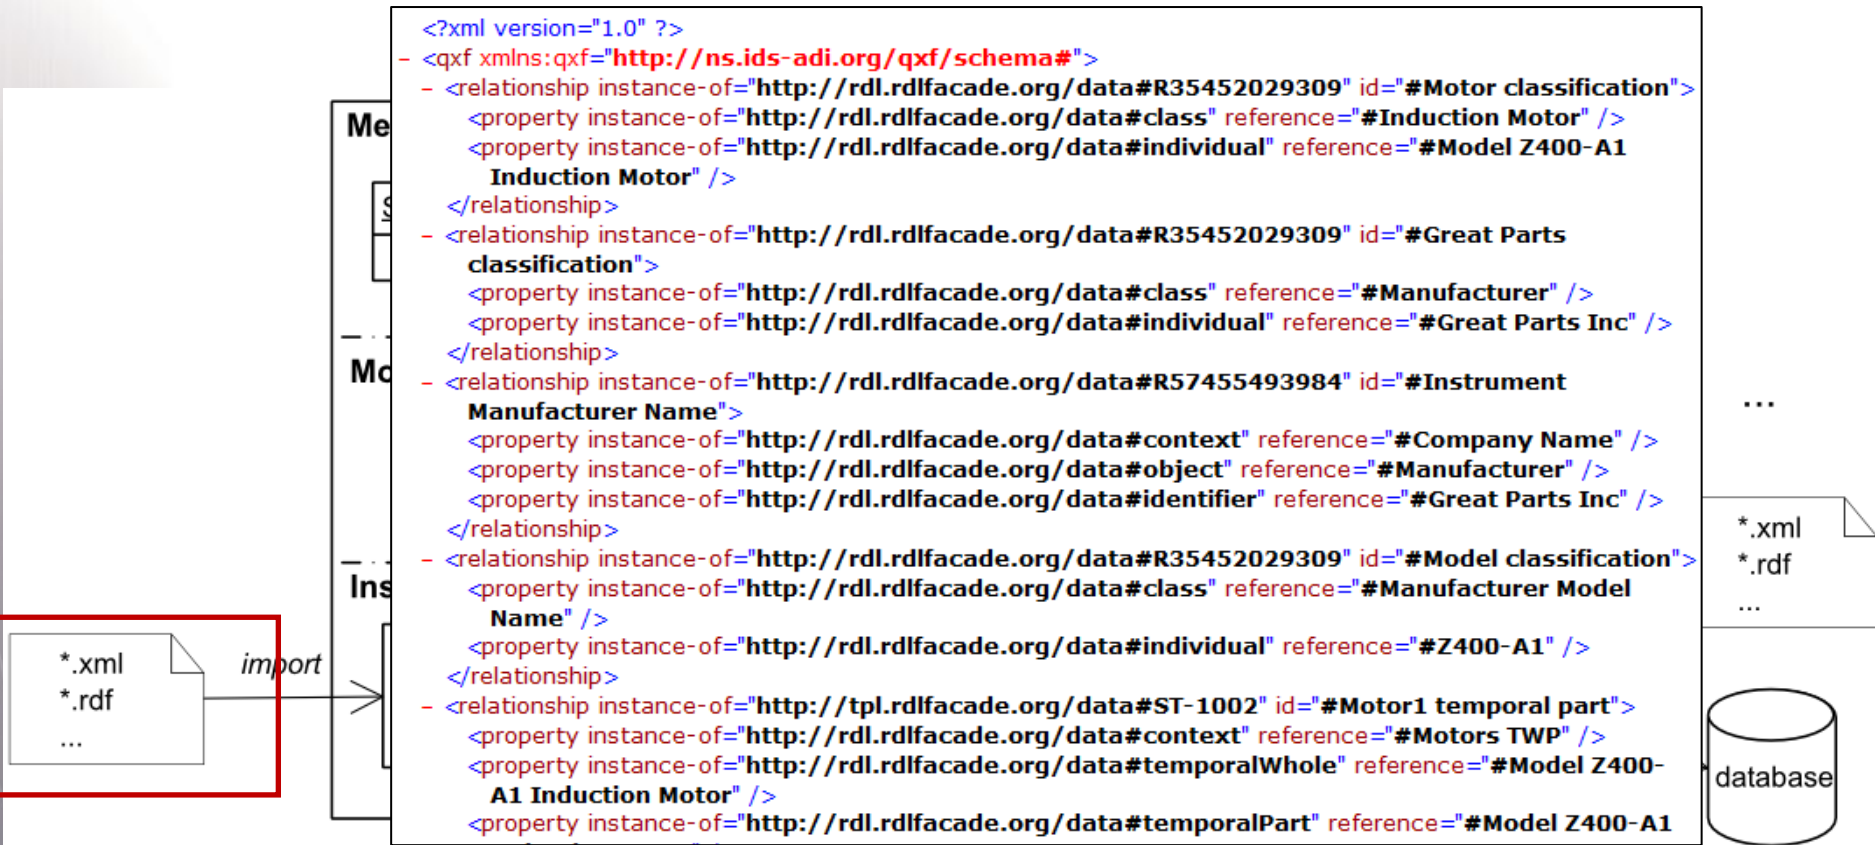 <?xml version="1.0" ?>
– <qxf xmlns:qxf="http://ns.ids-adi.org/qxf/schema#">
– <relationship instance-of="http://rdl.rdlfacade.org/data#R35452029309" id="#Motor classification">
<property instance-of="http://rdl.rdlfacade.org/data#class" reference="#Induction Motor" />
<property instance-of="http://rdl.rdlfacade.org/data#individual" reference="#Model Z400-A1
Induction Motor" />
</relationship>
– <relationship instance-of="http://rdl.rdlfacade.org/data#R35452029309" id="#Great Parts
classification">
<property instance-of="http://rdl.rdlfacade.org/data#class" reference="#Manufacturer" />
<property instance-of="http://rdl.rdlfacade.org/data#individual" reference="#Great Parts Inc" />
</relationship>
– <relationship instance-of="http://rdl.rdlfacade.org/data#R57455493984" id="#Instrument
Manufacturer Name">
<property instance-of="http://rdl.rdlfacade.org/data#context" reference="#Company Name" />
<property instance-of="http://rdl.rdlfacade.org/data#object" reference="#Manufacturer" />
<property instance-of="http://rdl.rdlfacade.org/data#identifier" reference="#Great Parts Inc" />
</relationship>
– <relationship instance-of="http://rdl.rdlfacade.org/data#R35452029309" id="#Model classification">
<property instance-of="http://rdl.rdlfacade.org/data#class" reference="#Manufacturer Model
Name" />
<property instance-of="http://rdl.rdlfacade.org/data#individual" reference="#Z400-A1" />
</relationship>
– <relationship instance-of="http://tpl.rdlfacade.org/data#ST-1002" id="#Motor1 temporal part">
<property instance-of="http://rdl.rdlfacade.org/data#context" reference="#Motors TWP" />
<property instance-of="http://rdl.rdlfacade.org/data#temporalWhole" reference="#Model Z400-
A1 Induction Motor" />
<property instance-of="http://rdl.rdlfacade.org/data#temporalPart" reference="#Model Z400-A1
Me
Mo
Ins
*.xml
*.rdf
...
import
...
*.xml
*.rdf
...
database